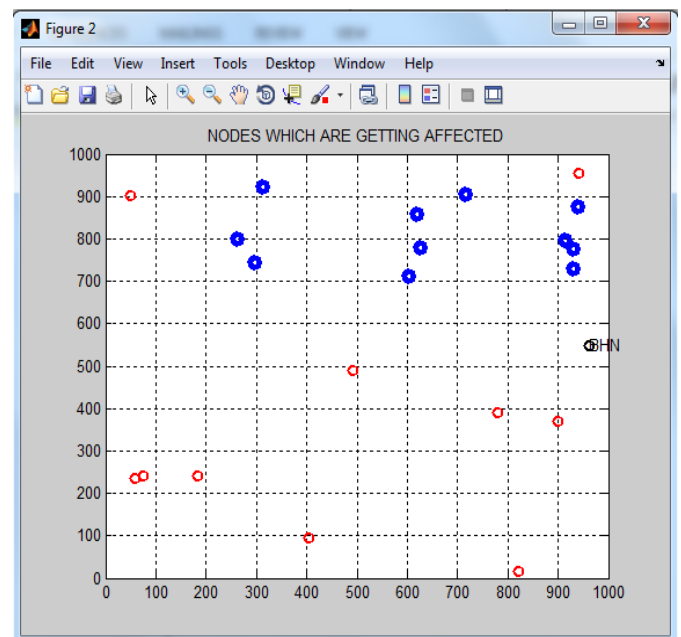 Figure 2
File Edit View Insert Tools Desktop Window Help
NODES WHICH ARE GETTING AFFECTED
1000
900
800
700
600
500
400
300
200
100
0
BHN
0 100 200 300 400 500 600 700 800 900 1000